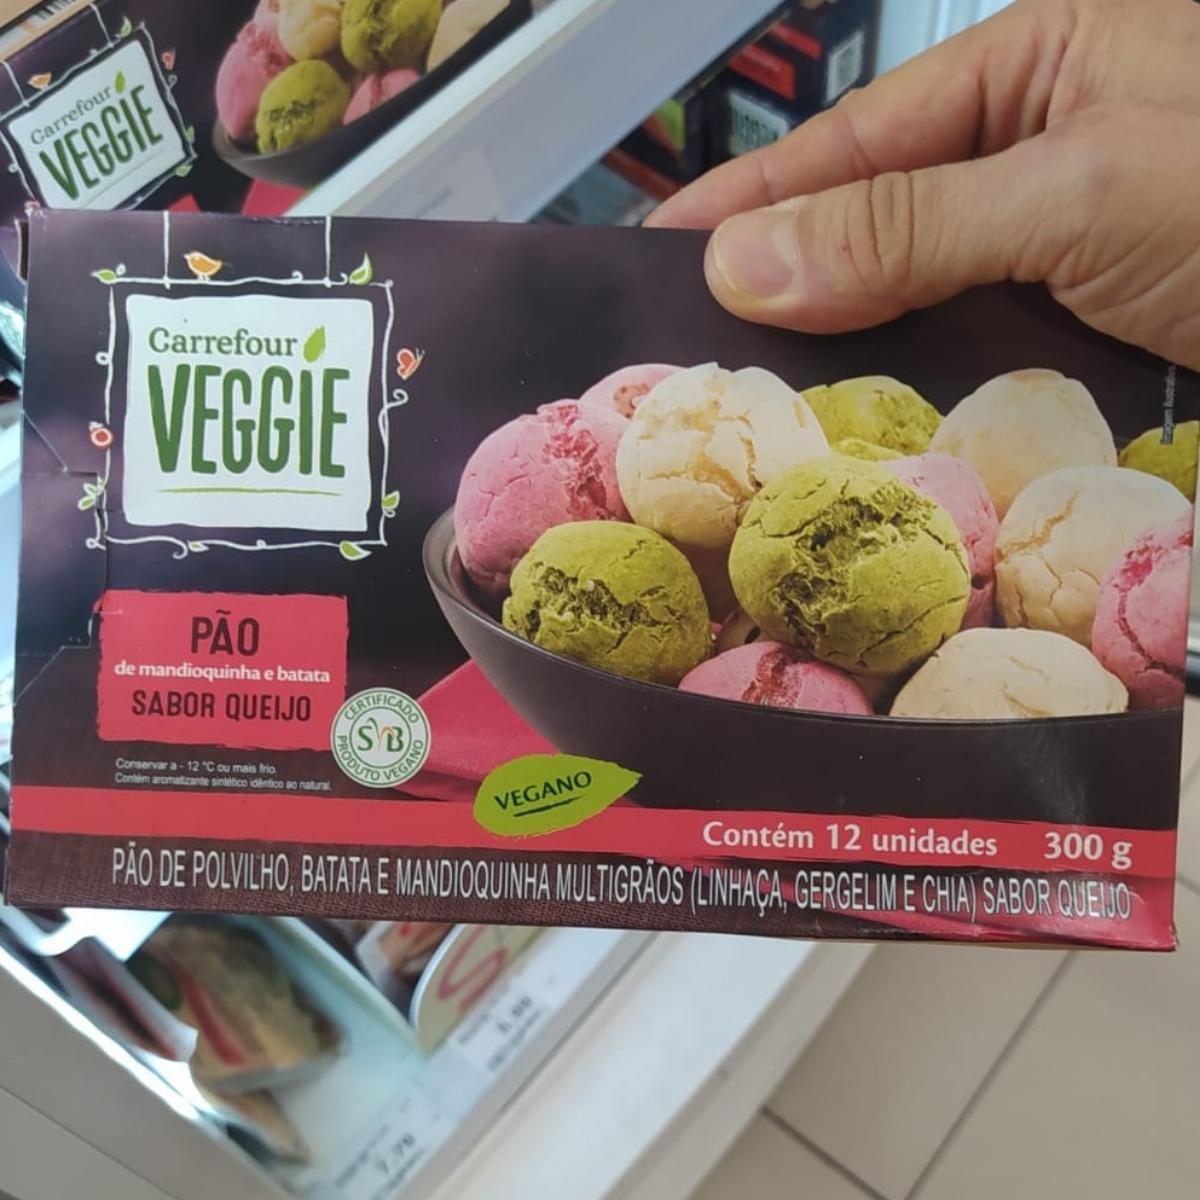 Carrefour
VEGGIE
Carrefour
VEGGIE
PÃO
de mandioquinha e batata
SABOR QUEIJO
CERTIFICADO
SVB
PRODUTO VEGANO
Conservar a - 12 °C ou mais frio.
Contém aromatizante sintético idêntico ao natural.
VEGANO
Contém 12 unidades 300 g
PÃO DE POLVILHO, BATATA E MANDIOQUINHA MULTIGRÃOS (LINHAÇA, GERGELIM E CHIA) SABOR QUEIJO
Imagem ilustrativa.